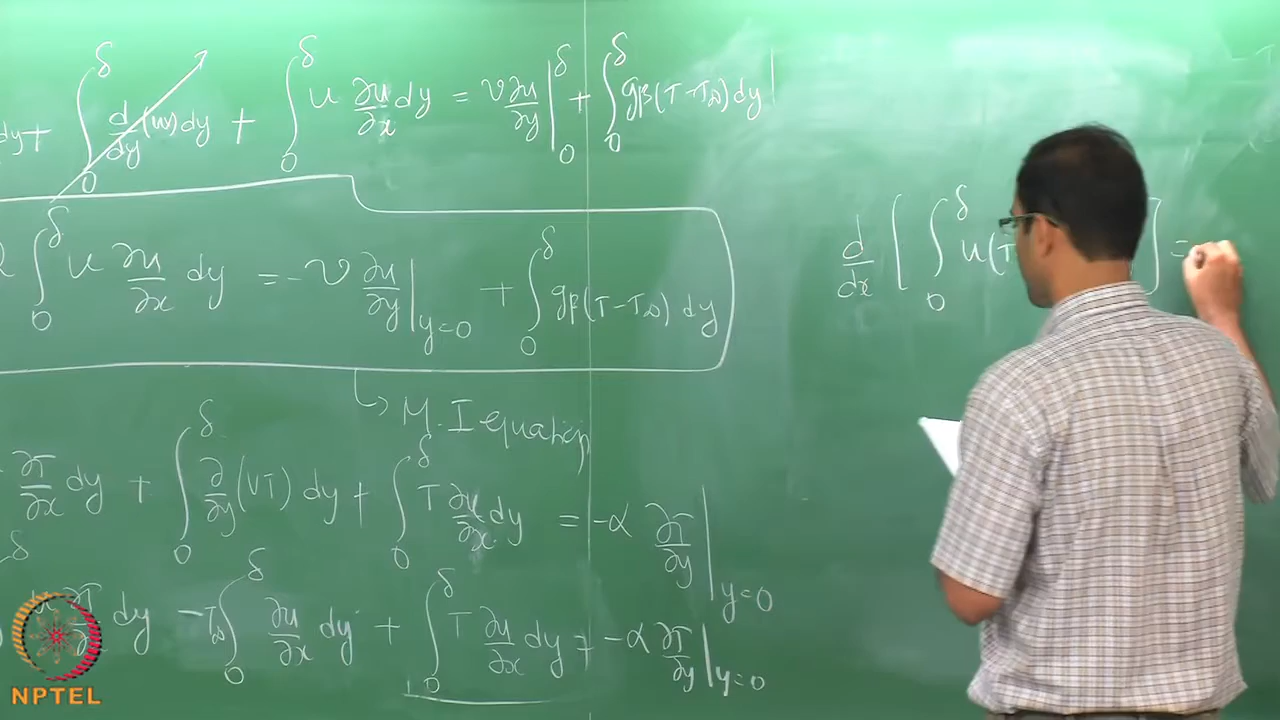 dy + ∫₀^δ d/dy (uv) dy + ∫₀^δ u ∂u/∂x dy = ν ∂u/∂y |₀^δ + ∫₀^δ gβ(T-T∞)dy
∫₀^δ u ∂u/∂x dy = -ν ∂u/∂y |y=0 + ∫₀^δ gβ(T-T∞) dy
↳ M.I equation
∂T/∂x dy + ∫₀^δ ∂/∂y (VT) dy + ∫₀^δ T ∂u/∂x dy = -α ∂T/∂y |y=0
δ ∂T/∂x dy - T∞ ∫₀^δ ∂u/∂x dy + ∫₀^δ T ∂u/∂x dy = -α ∂T/∂y |y=0
d/dx [ ∫₀^δ u(T ] =
NPTEL